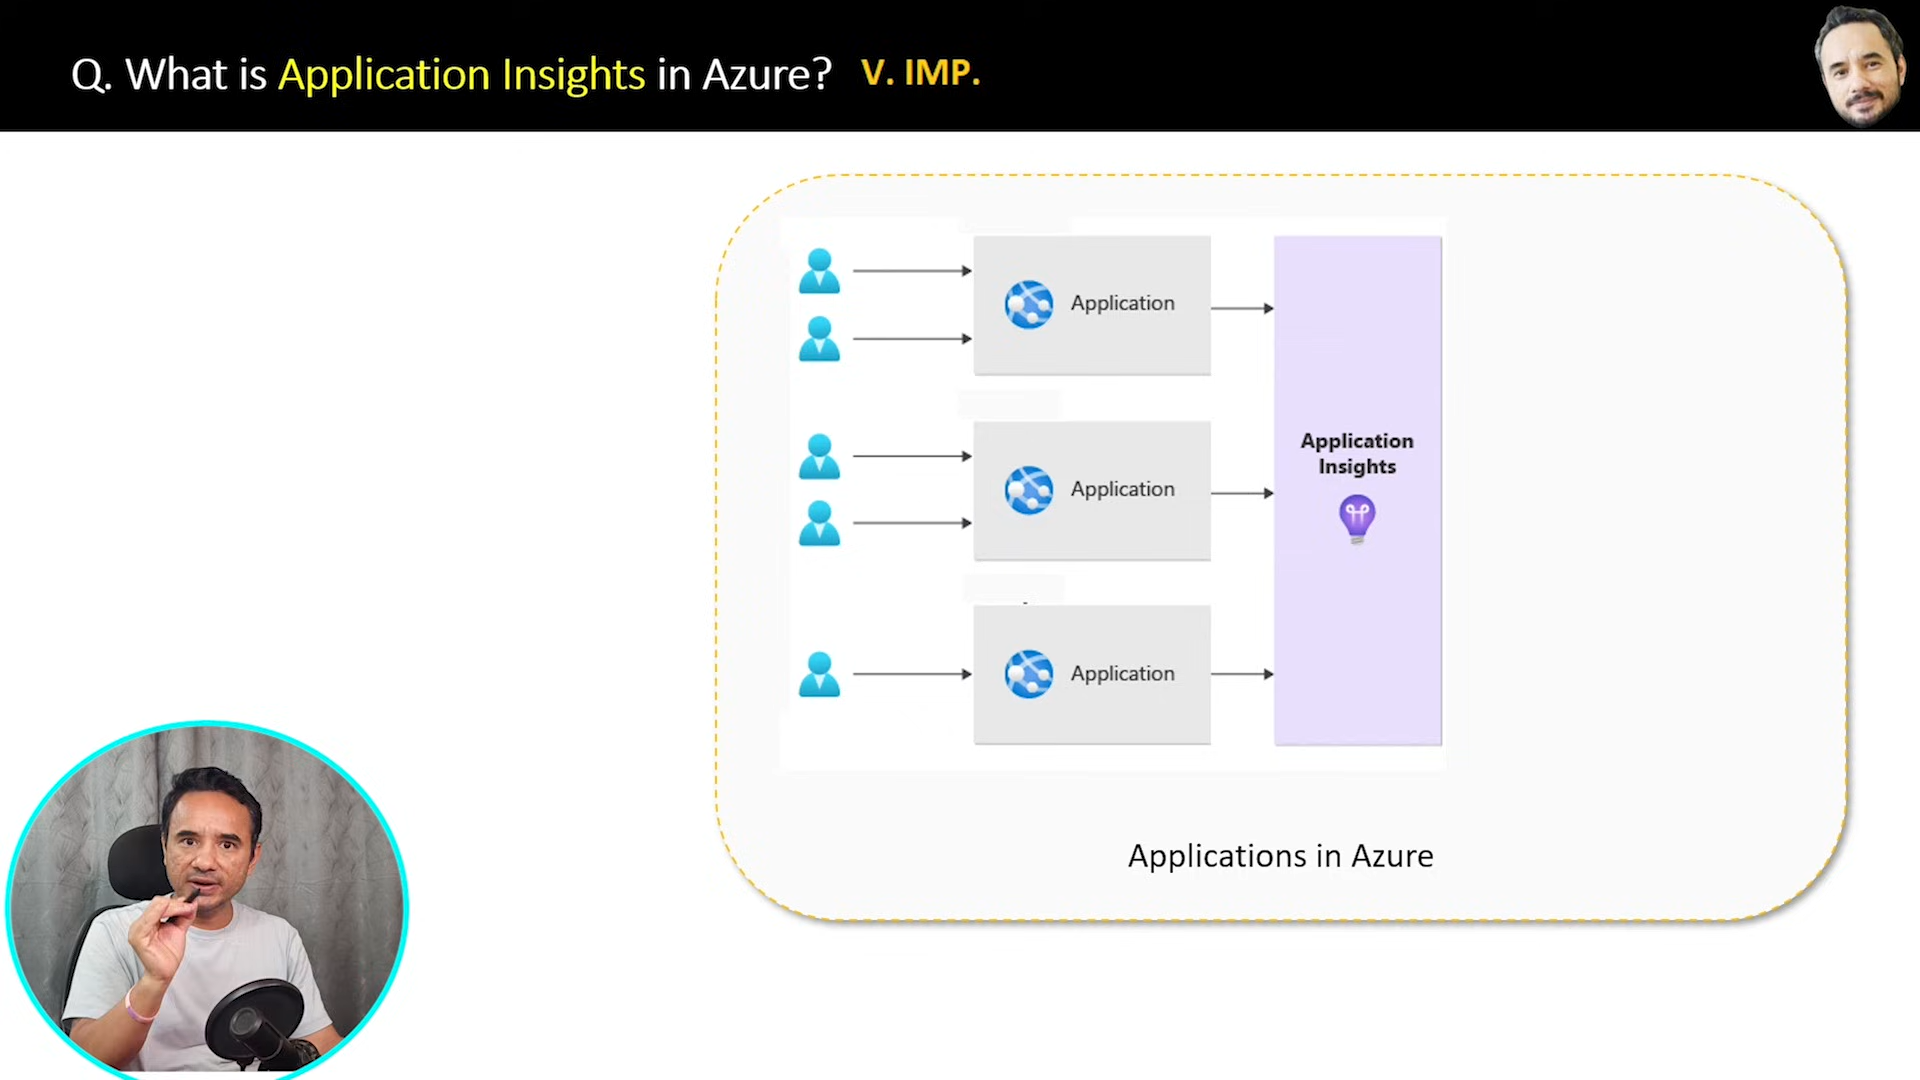 Q. What is Application Insights in Azure? V. IMP.
Application
Application
Application
Insights
Application
Applications in Azure